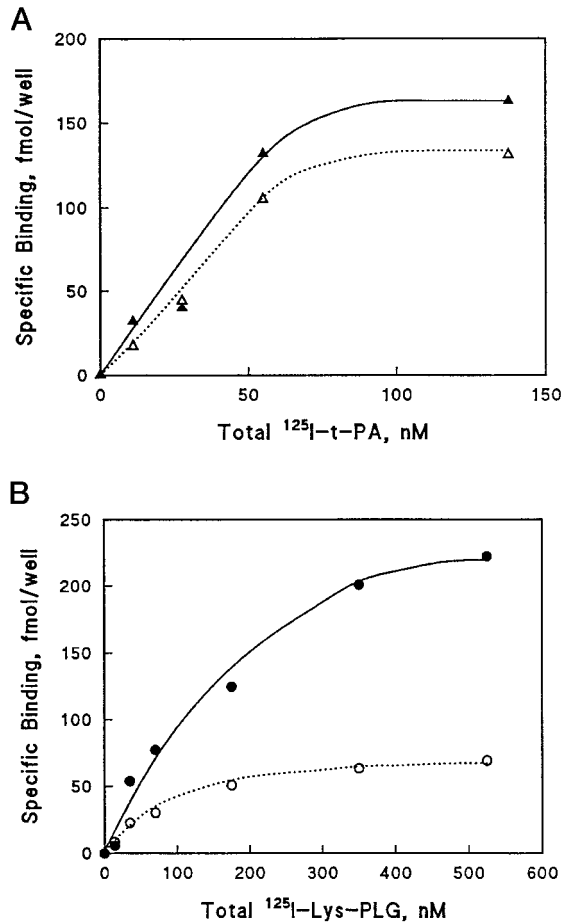 A
Specific Binding, fmol/well
200
150
100
50
0
0 50 100 150
Total ¹²⁵I-t-PA, nM
B
Specific Binding, fmol/well
250
200
150
100
50
0
0 100 200 300 400 500 600
Total ¹²⁵I-Lys-PLG, nM